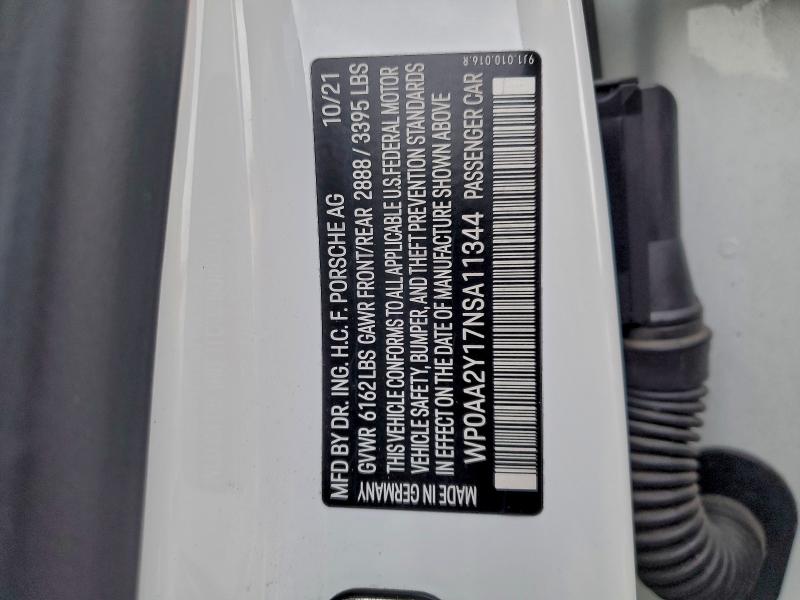 MFD BY DR. ING. H.C. F. PORSCHE AG 10/21
GVWR 6162 LBS GAWR FRONT/REAR 2888 / 3395 LBS
THIS VEHICLE CONFORMS TO ALL APPLICABLE U.S.FEDERAL MOTOR
VEHICLE SAFETY, BUMPER, AND THEFT PREVENTION STANDARDS
IN EFFECT ON THE DATE OF MANUFACTURE SHOWN ABOVE
MADE IN GERMANY WP0AA2Y17NSA11344 PASSENGER CAR
9J1.010.016.R